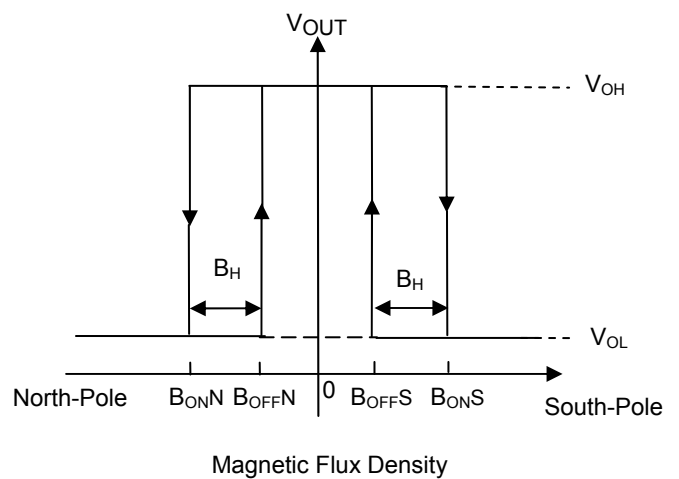 VOUT
VOH
BH
BH
VOL
North-Pole
BONN
BOFFN
0
BOFFS
BONS
South-Pole
Magnetic Flux Density